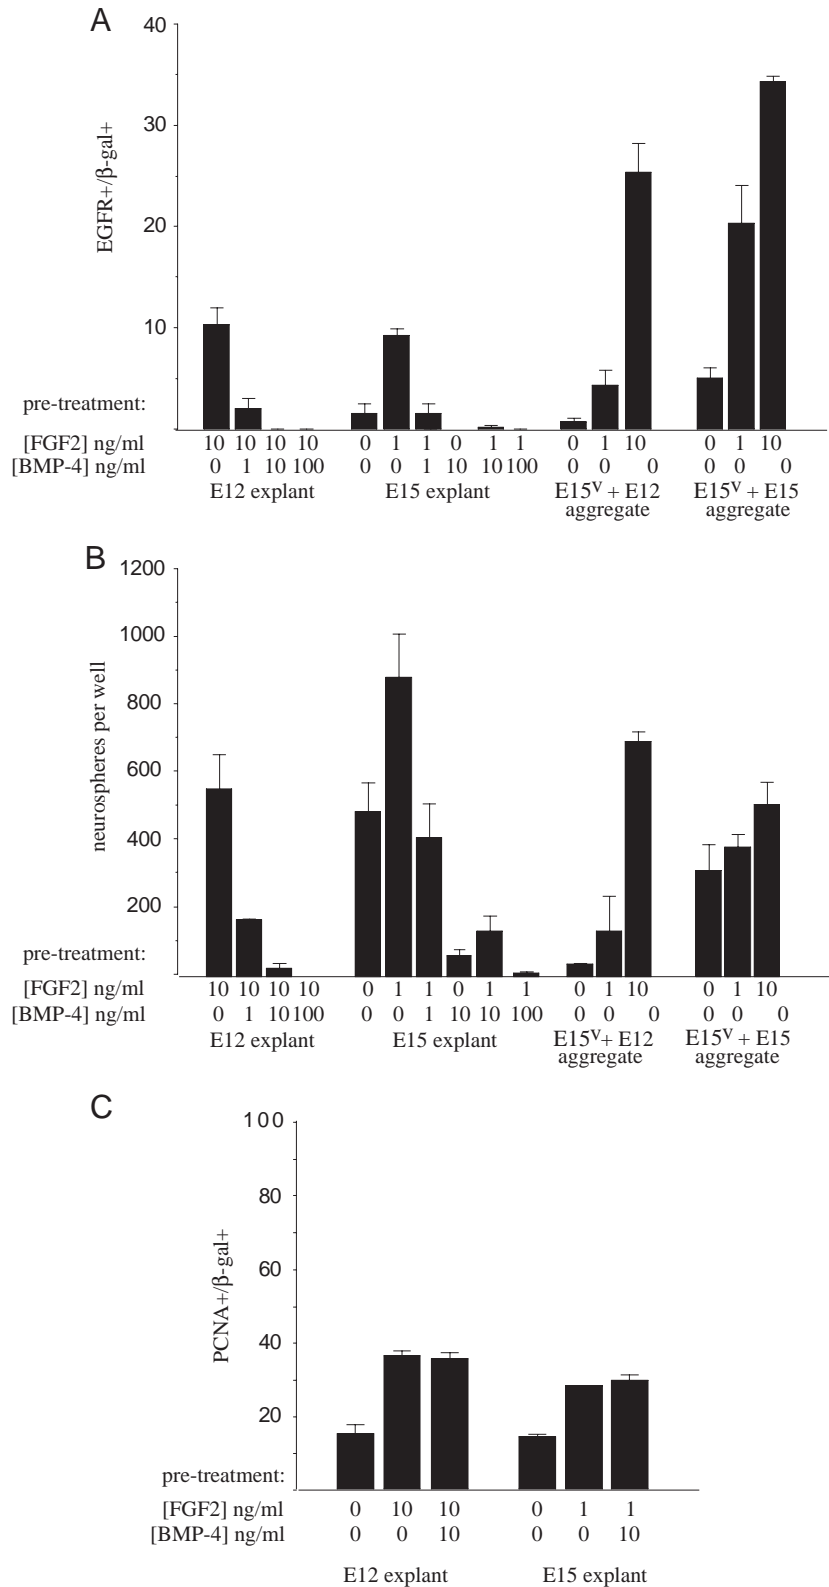 A
40
30
20
10
EGFR+/β-gal+
pre-treatment:
[FGF2] ng/ml 10 10 10 10 0 1 1 0 1 1 0 1 10 0 1 10
[BMP-4] ng/ml 0 1 10 100 0 0 1 10 10 100 0 0 0 0 0 0
E12 explant E15 explant E15V + E12 E15V + E15
aggregate aggregate
B
1200
1000
800
600
400
200
neurospheres per well
pre-treatment:
[FGF2] ng/ml 10 10 10 10 0 1 1 0 1 1 0 1 10 0 1 10
[BMP-4] ng/ml 0 1 10 100 0 0 1 10 10 100 0 0 0 0 0 0
E12 explant E15 explant E15V+ E12 E15V + E15
aggregate aggregate
C
100
80
60
40
20
PCNA+/β-gal+
pre-treatment:
[FGF2] ng/ml 0 10 10 0 1 1
[BMP-4] ng/ml 0 0 10 0 0 10
E12 explant E15 explant